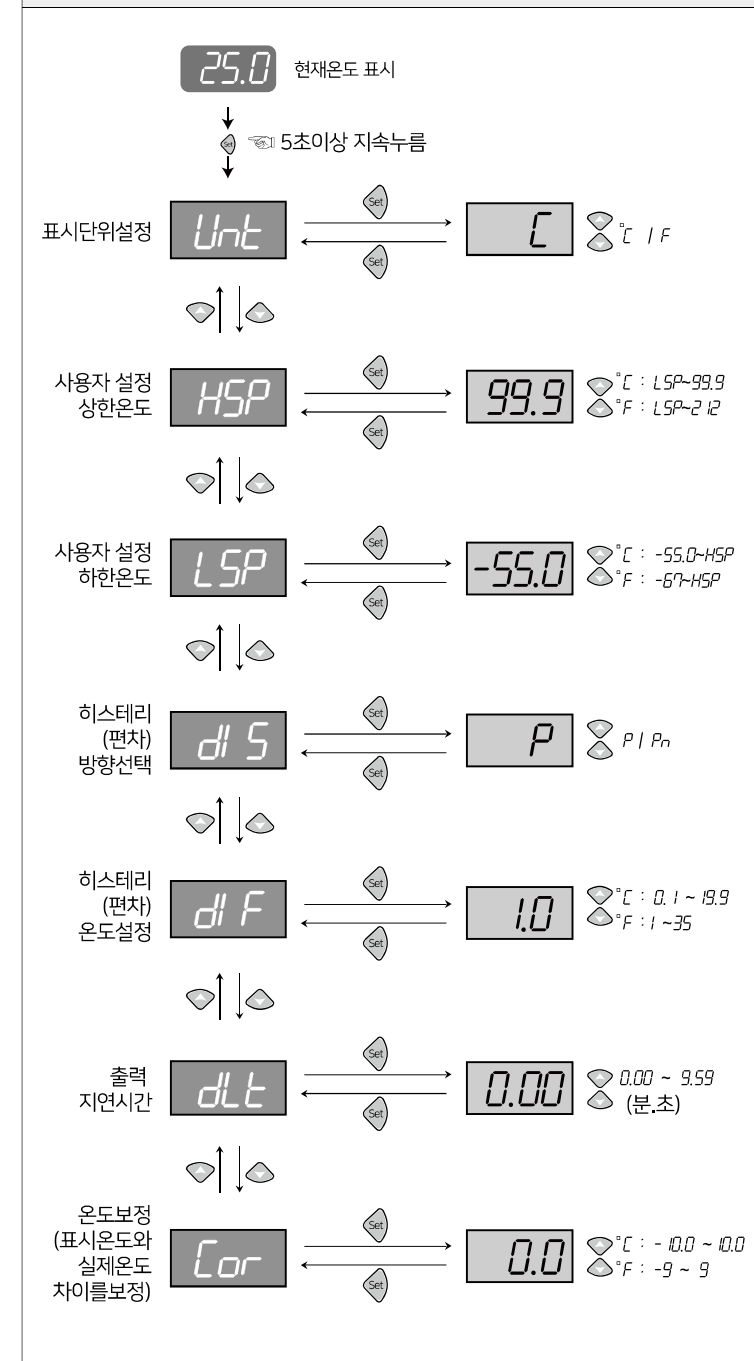 25.0 현재온도 표시
Set 5초이상 지속누름
Set
표시단위설정 Unt C °C / F
Set
Set
사용자 설정
상한온도
HSP 99.9
°C : LSP~99.9
°F : LSP~212
Set
Set
사용자 설정
하한온도
LSP -55.0
°C : -55.0~HSP
°F : -67~HSP
Set
Set
히스테리
(편차)
방향선택
dIS P P / Pn
Set
Set
히스테리
(편차)
온도설정
dIF 1.0
°C : 0.1 ~ 19.9
°F : 1 ~35
Set
Set
출력
지연시간
dLt 0.00
0.00 ~ 9.59
(분.초)
Set
Set
온도보정
(표시온도와
실제온도
차이를보정)
Cor 0.0
°C : - 10.0 ~ 10.0
°F : -9 ~ 9
Set